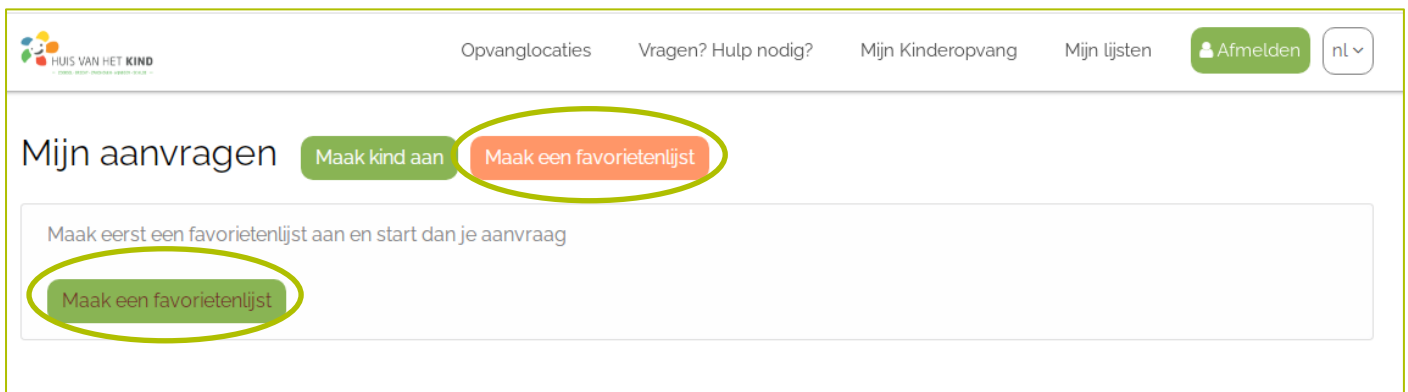 HUIS VAN HET KIND
Opvanglocaties Vragen? Hulp nodig? Mijn Kinderopvang Mijn lijsten Afmelden nl
Mijn aanvragen Maak kind aan Maak een favorietenlijst
Maak eerst een favorietenlijst aan en start dan je aanvraag
Maak een favorietenlijst